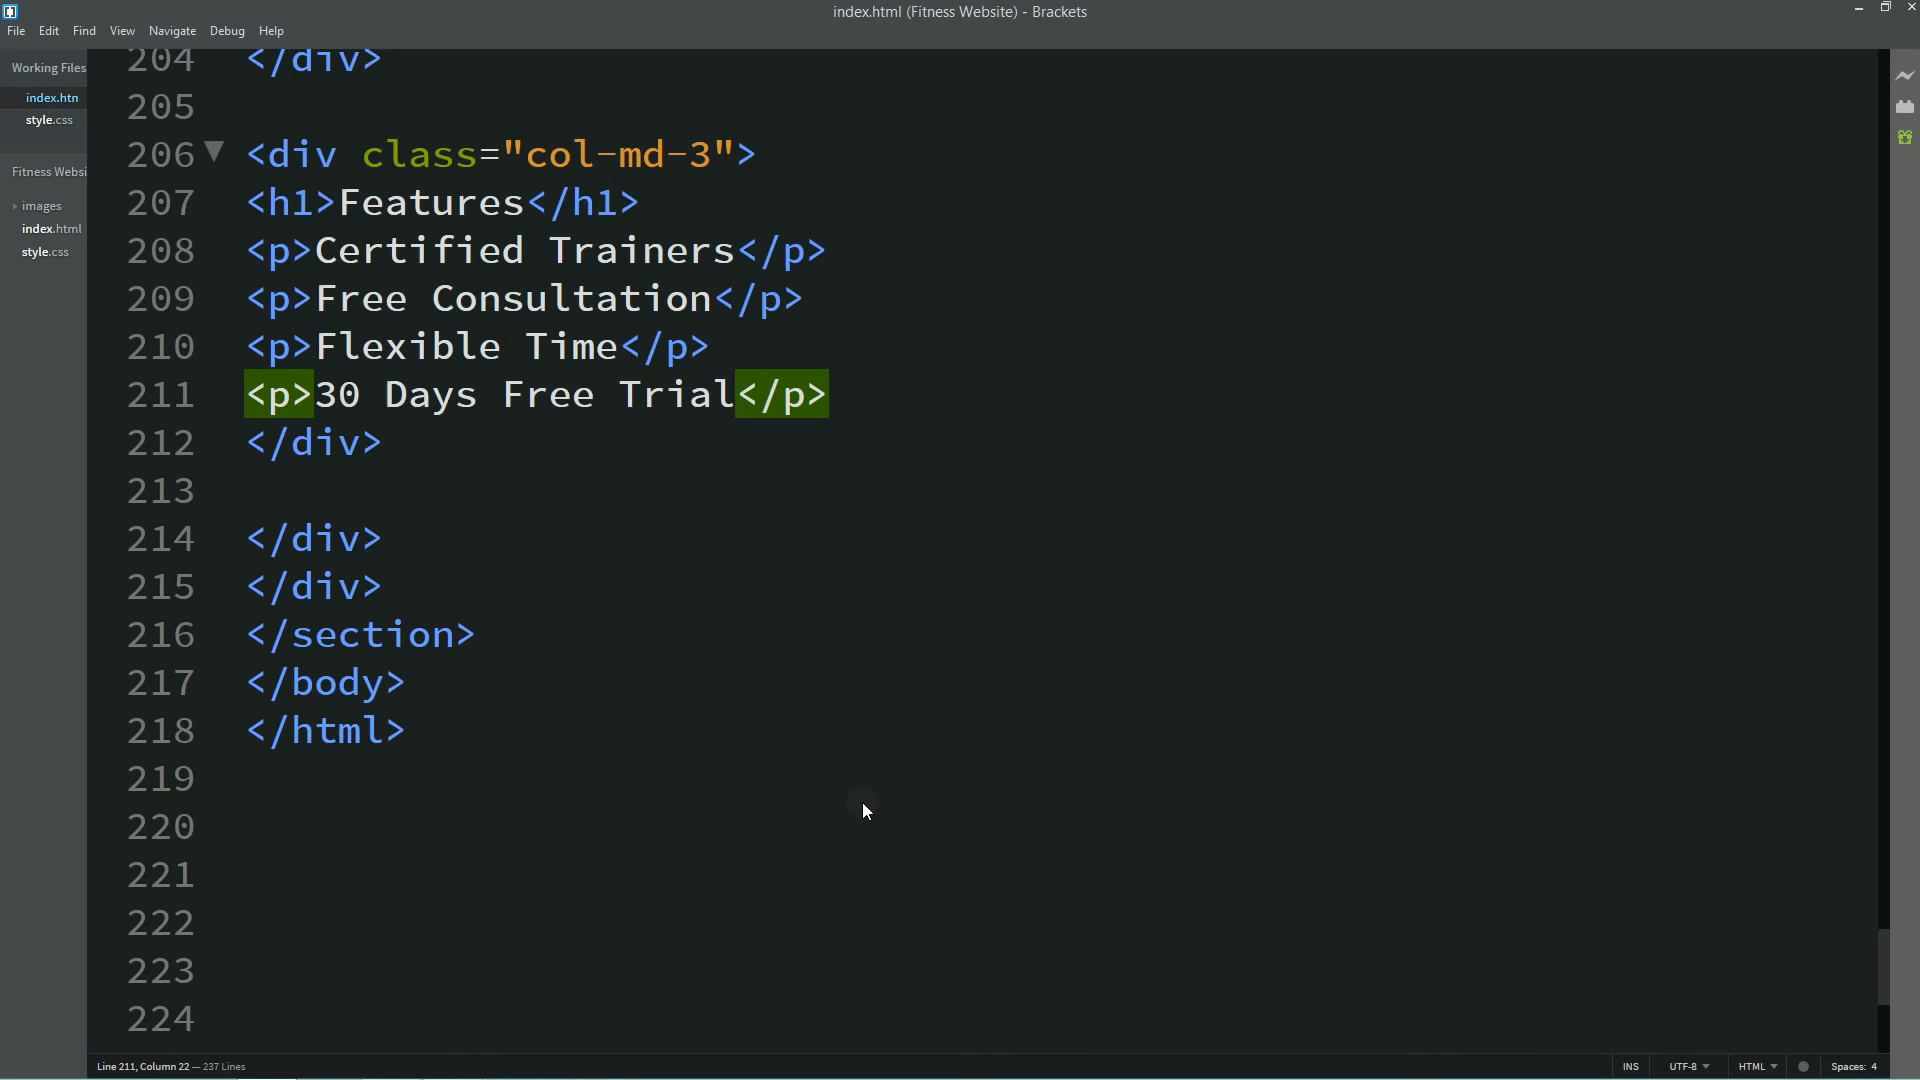 index.html (Fitness Website) - Brackets
File Edit Find View Navigate Debug Help
Working Files
index.htm
style.css
Fitness Websi
images
index.html
style.css
204 </div>
205
206 <div class="col-md-3">
207 <h1>Features</h1>
208 <p>Certified Trainers</p>
209 <p>Free Consultation</p>
210 <p>Flexible Time</p>
211 <p>30 Days Free Trial</p>
212 </div>
213
214 </div>
215 </div>
216 </section>
217 </body>
218 </html>
219
220
221
222
223
224
Line 211, Column 22 — 237 Lines
INS UTF-8 HTML Spaces: 4